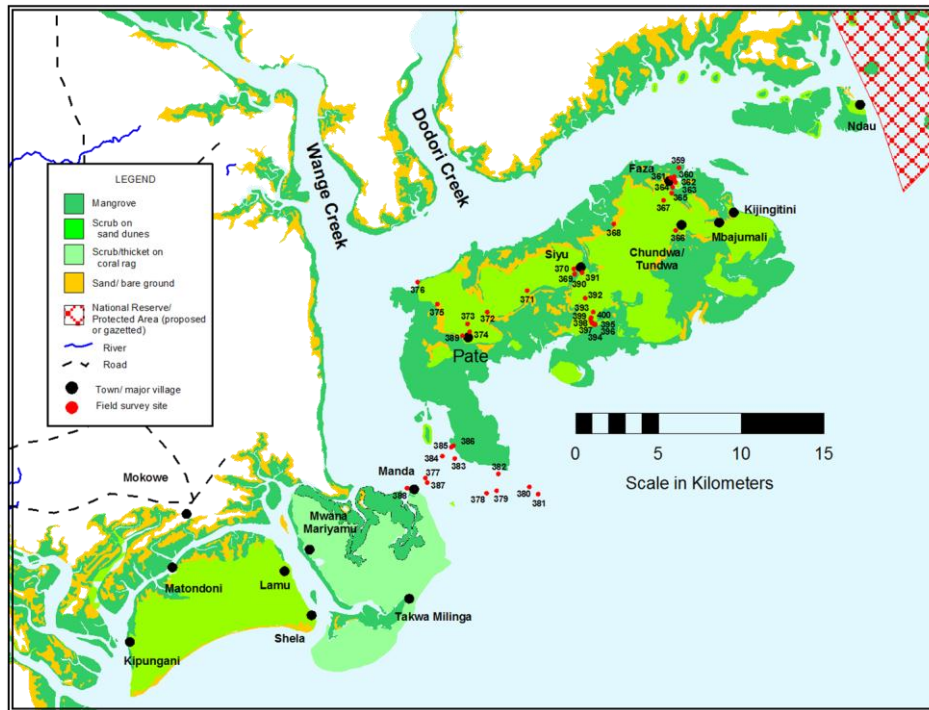 Wange Creek
Dodori Creek
Ndau
LEGEND
Mangrove
Scrub on
sand dunes
Scrub/thicket on
coral rag
Sand/ bare ground
National Reserve/
Protected Area (proposed
or gazetted)
River
Road
Town/ major village
Field survey site
359
Faza
361
360
362
364
363
365
367
Kijingitini
368
366
Mbajumali
Chundwa/
Tundwa
Siyu
370
369
391
390
376
371
392
375
372
393
400
373
399
398
395
374
397
396
389
394
Pate
0
5
10
15
Scale in Kilometers
385
386
384
383
382
Manda
377
387
388
378
379
380
381
Mokowe
Mwana
Mariyamu
Matondoni
Lamu
Takwa Milinga
Shela
Kipungani